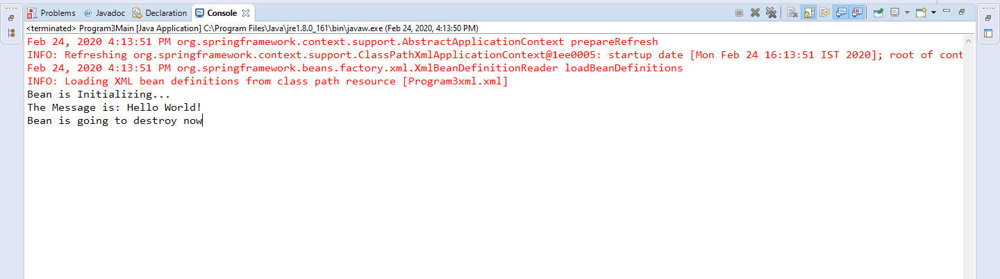 Problems @ Javadoc Declaration Console
<terminated> Program3Main [Java Application] C:\Program Files\Java\jre1.8.0_161\bin\javaw.exe (Feb 24, 2020, 4:13:50 PM)
Feb 24, 2020 4:13:51 PM org.springframework.context.support.AbstractApplicationContext prepareRefresh
INFO: Refreshing org.springframework.context.support.ClassPathXmlApplicationContext@1ee0005: startup date [Mon Feb 24 16:13:51 IST 2020]; root of cont
Feb 24, 2020 4:13:51 PM org.springframework.beans.factory.xml.XmlBeanDefinitionReader loadBeanDefinitions
INFO: Loading XML bean definitions from class path resource [Program3xml.xml]
Bean is Initializing...
The Message is: Hello World!
Bean is going to destroy now